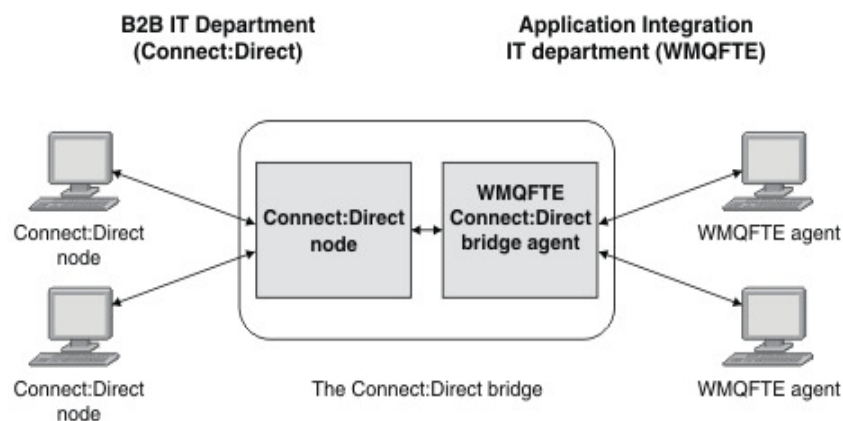 B2B IT Department
(Connect:Direct)
Application Integration
IT department (WMQFTE)
Connect:Direct
node
Connect:Direct
node
WMQFTE
Connect:Direct
bridge agent
WMQFTE agent
Connect:Direct
node
The Connect:Direct bridge
WMQFTE agent